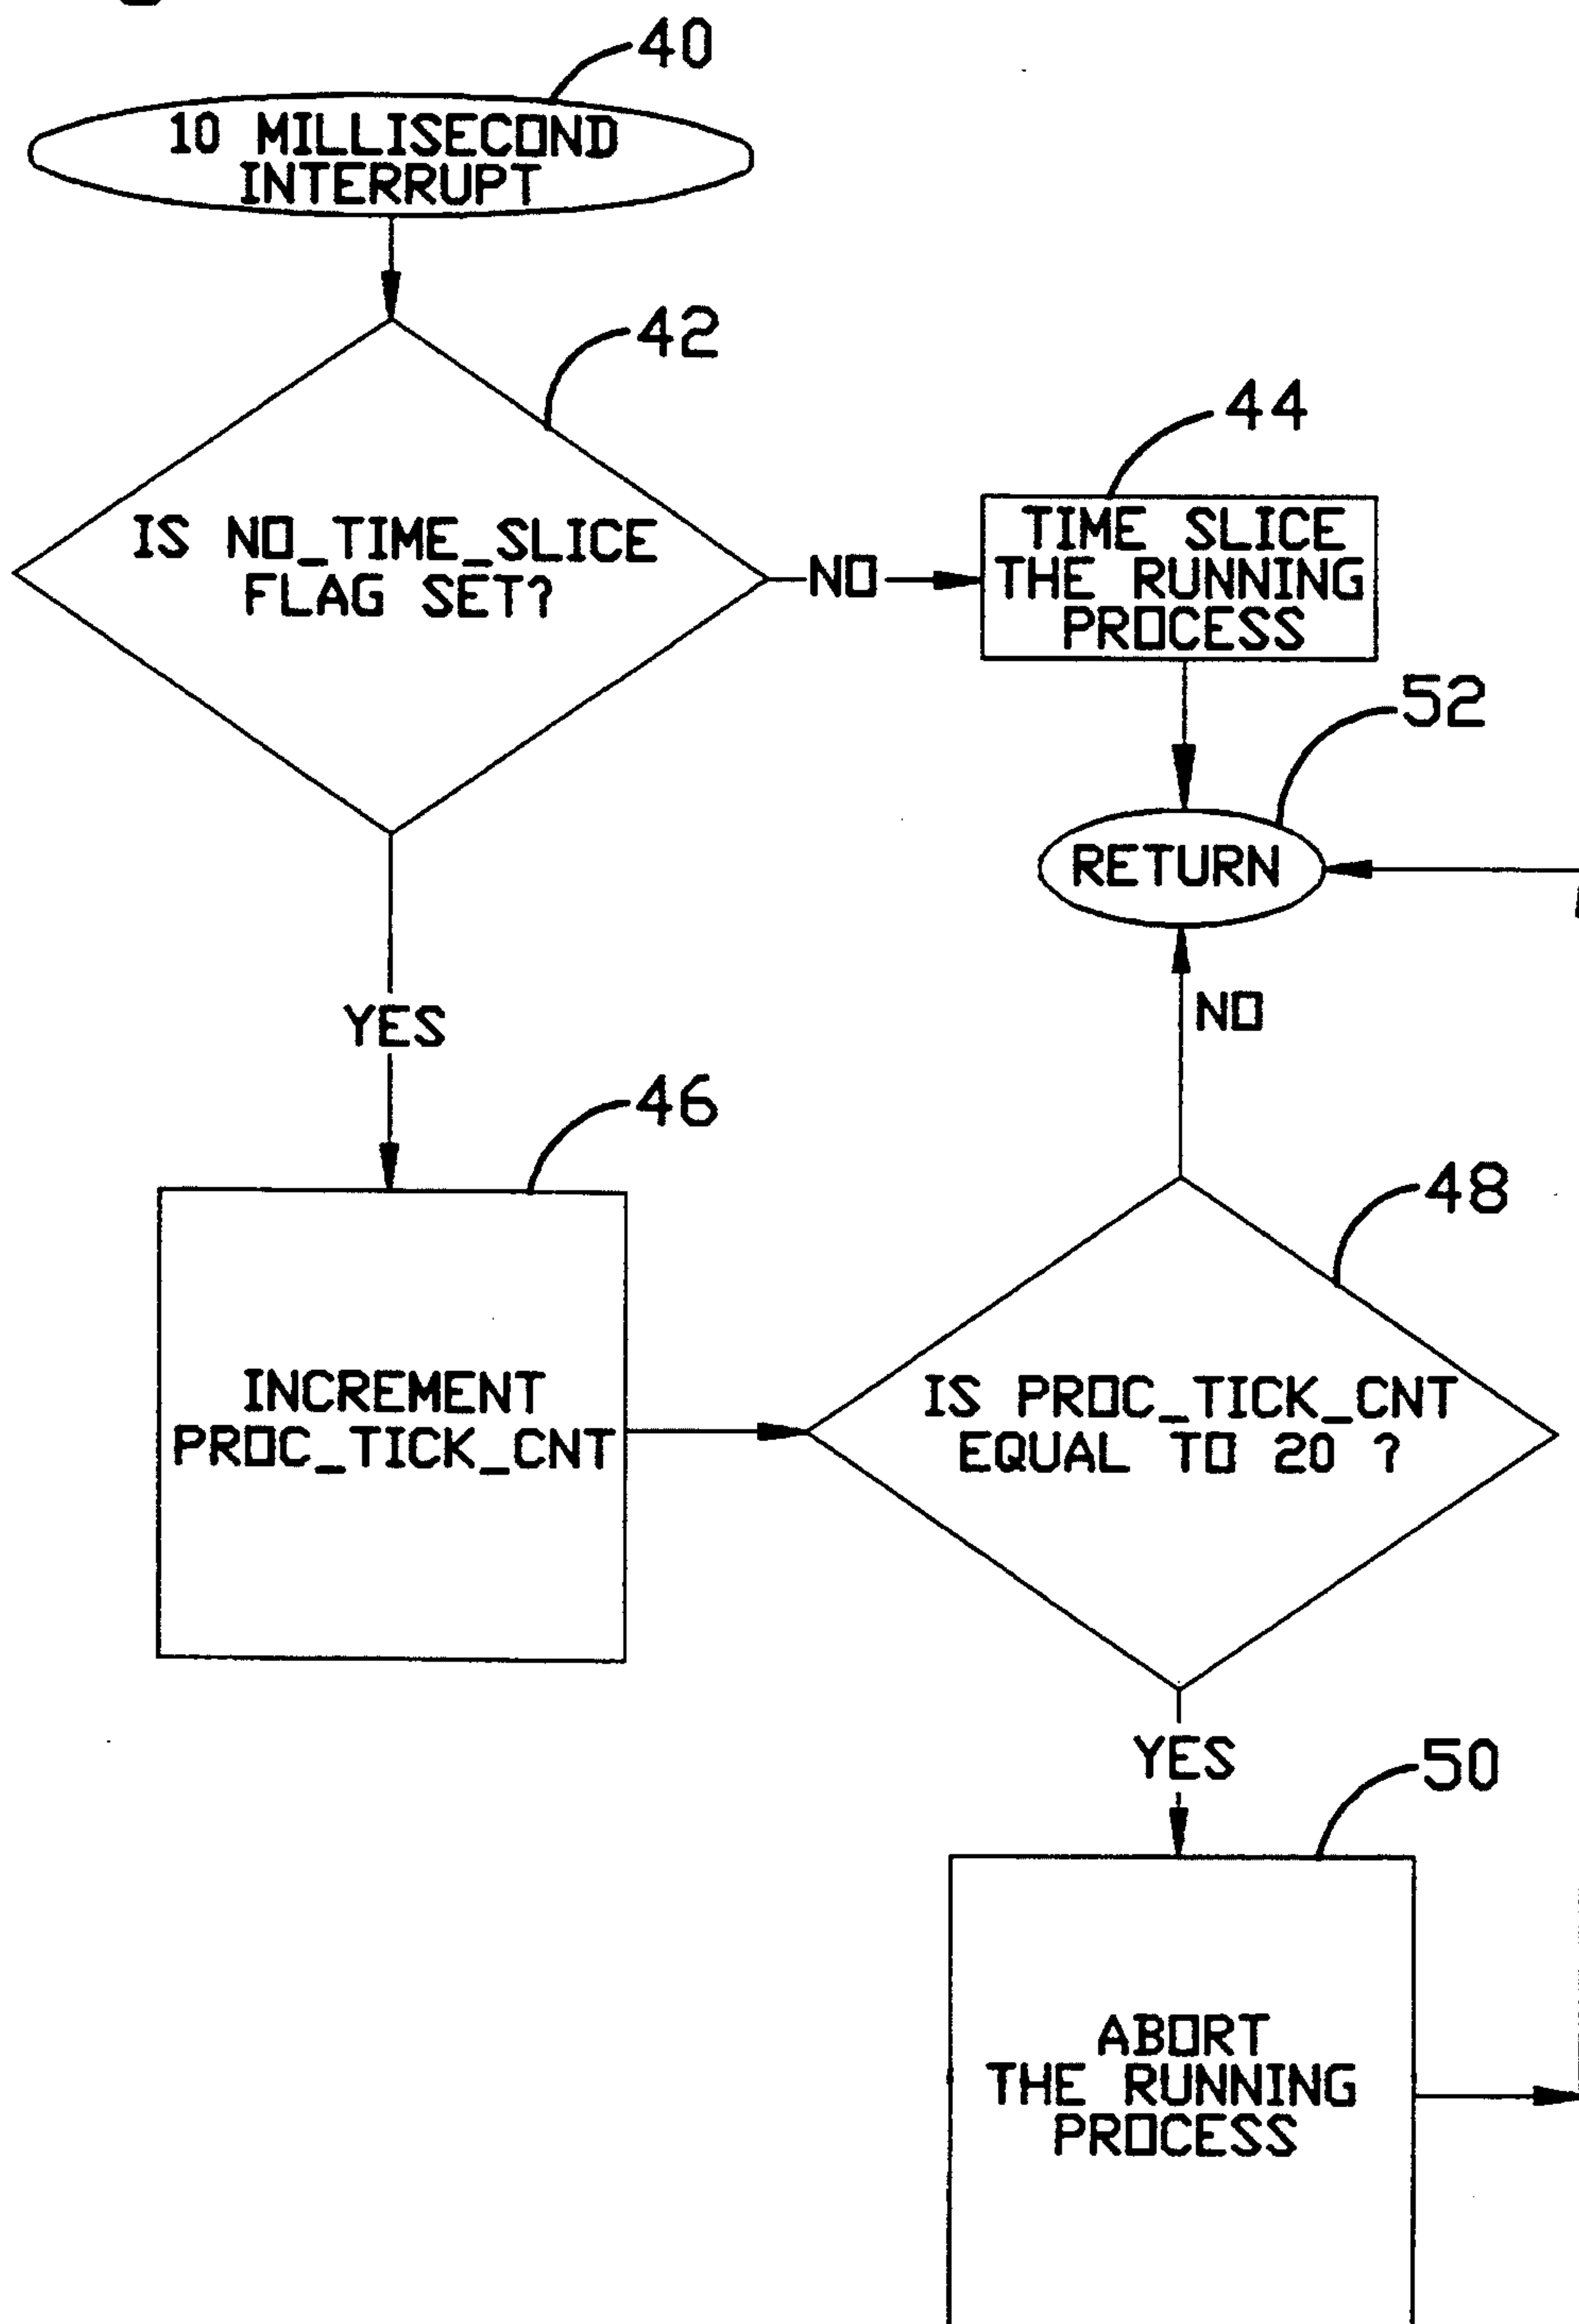 40
10 MILLISECOND
INTERRUPT
42
IS NO_TIME_SLICE
FLAG SET?
NO
44
TIME SLICE
THE RUNNING
PROCESS
52
RETURN
YES
NO
46
INCREMENT
PROC_TICK_CNT
48
IS PROC_TICK_CNT
EQUAL TO 20 ?
YES
50
ABORT
THE RUNNING
PROCESS